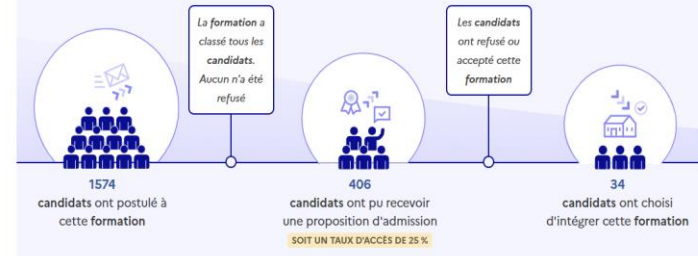 La formation a
classé tous les
candidats.
Aucun n'a été
refusé
Les candidats
ont refusé ou
accepté cette
formation
1574
candidats ont postulé à
cette formation
406
candidats ont pu recevoir
une proposition d'admission
SOIT UN TAUX D'ACCÈS DE 25 %
34
candidats ont choisi
d'intégrer cette formation